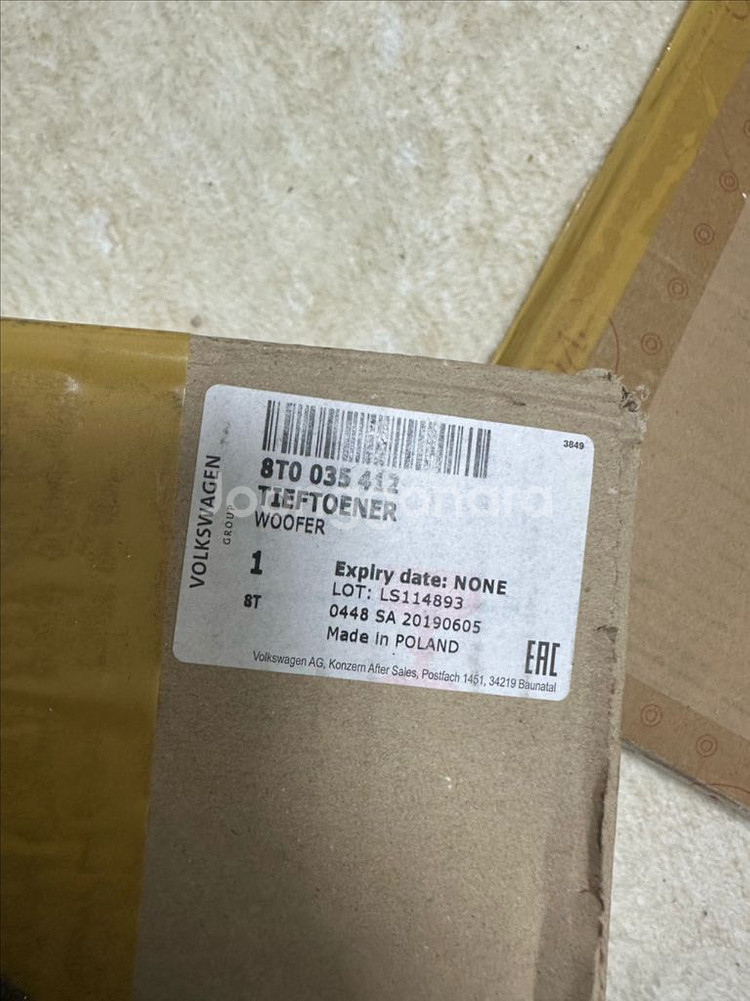 3849
8T0 035 412
TIEFTOENER
WOOFER
VOLKSWAGEN
GROUP
1
ST
Expiry date: NONE
LOT: LS114893
0448 SA 20190605
Made in POLAND
EAC
Volkswagen AG, Konzern After Sales, Postfach 1451, 34219 Baunatal